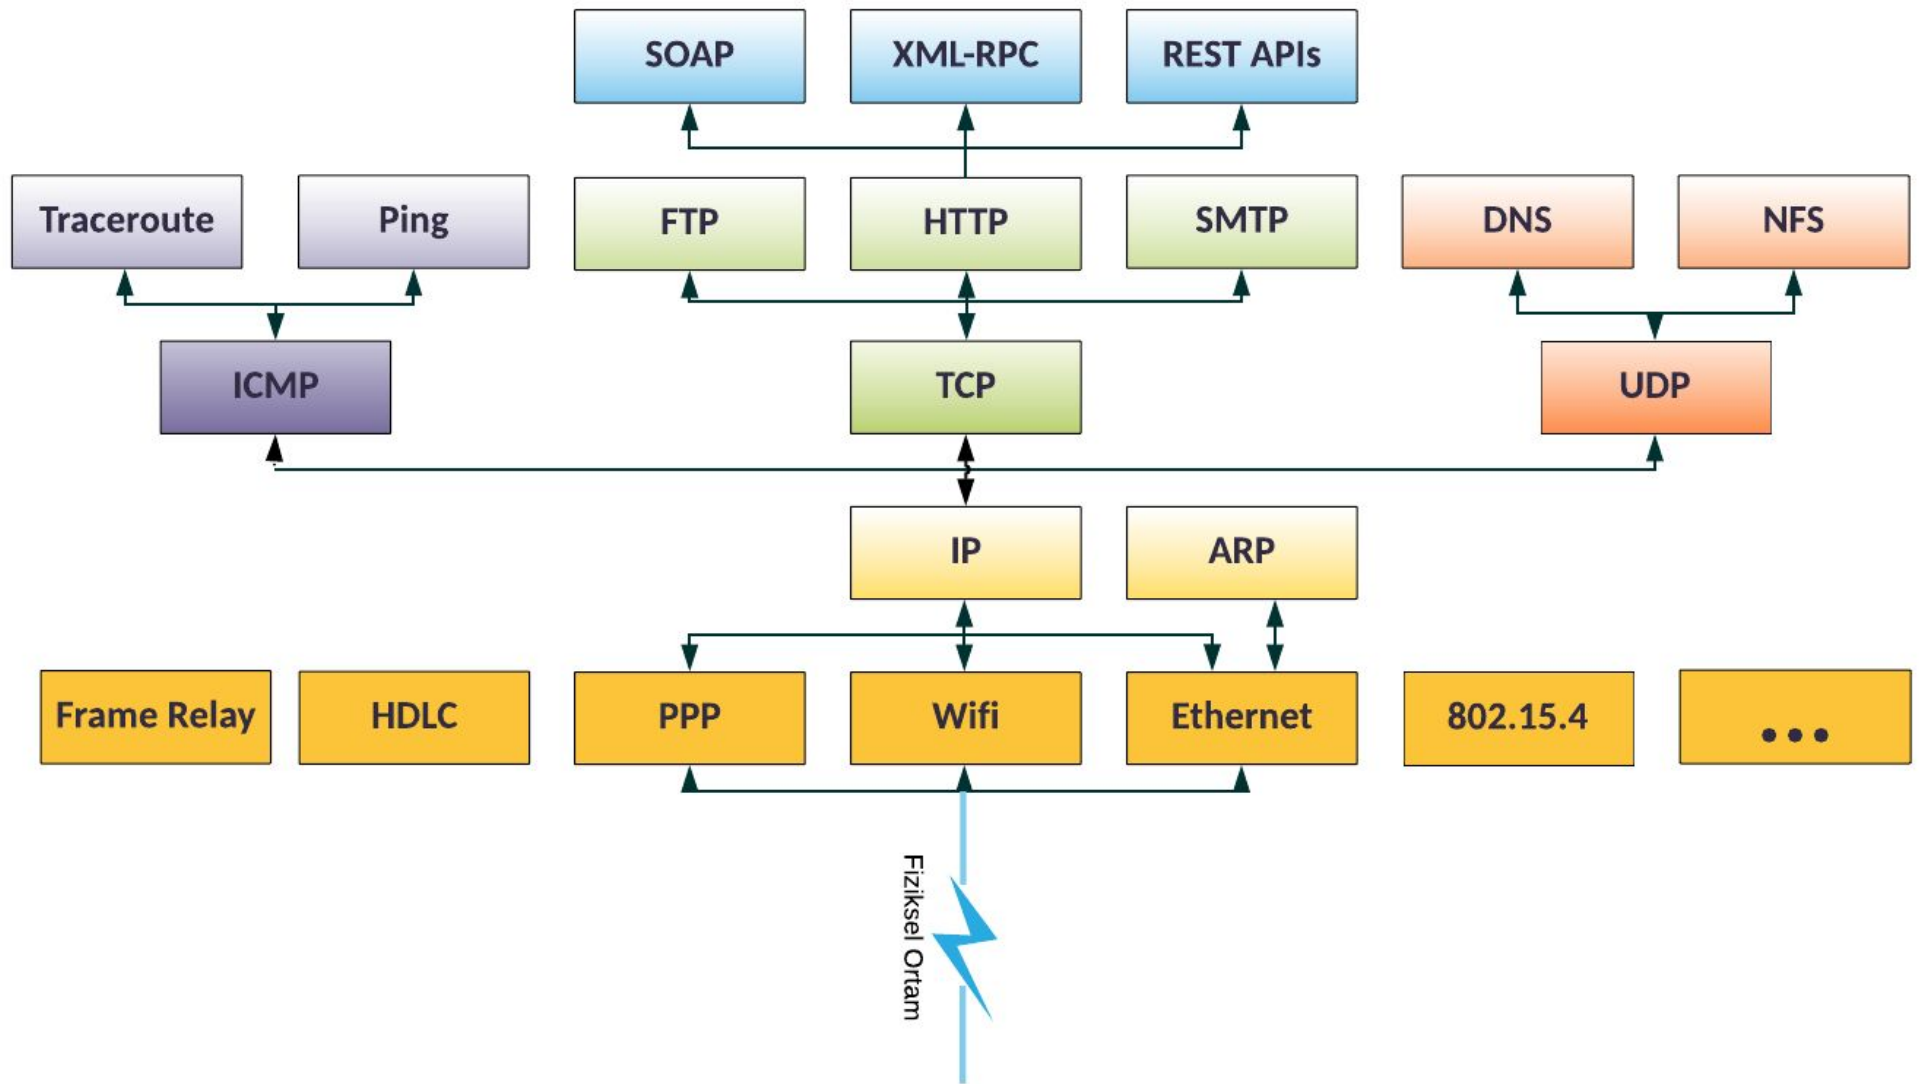 SOAP
XML-RPC
REST APIs
Traceroute
Ping
FTP
HTTP
SMTP
DNS
NFS
ICMP
TCP
UDP
IP
ARP
Frame Relay
HDLC
PPP
Wifi
Ethernet
802.15.4
...
Fiziksel Ortam